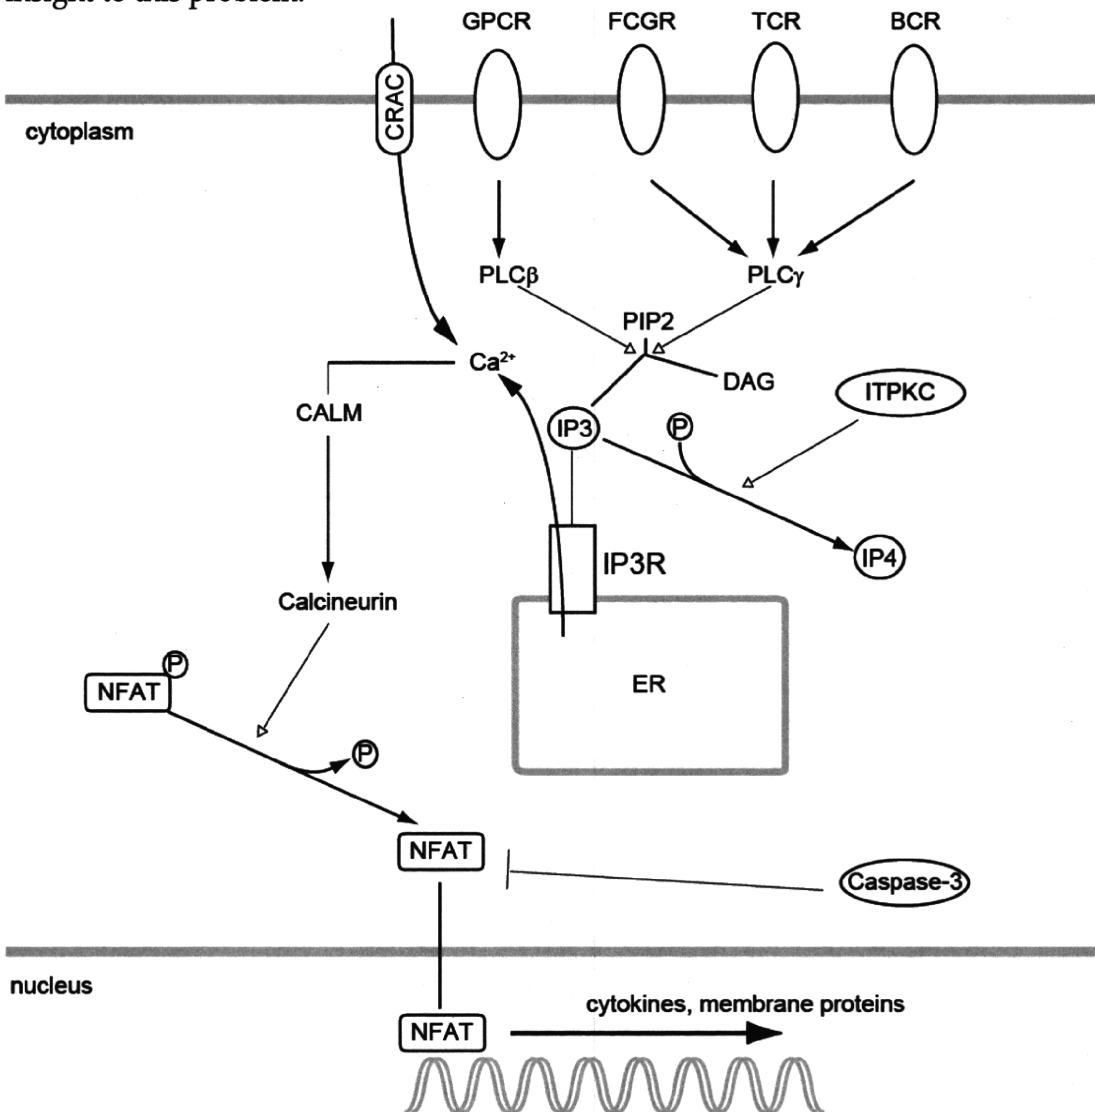 insight to this problem.
GPCR FCGR TCR BCR
CRAC
cytoplasm
PLCβ PLCγ
PIP2
Ca²⁺
DAG
ITPKC
CALM
IP3 P
IP3R IP4
Calcineurin
P
NFAT ER
P
NFAT
Caspase-3
nucleus
cytokines, membrane proteins
NFAT